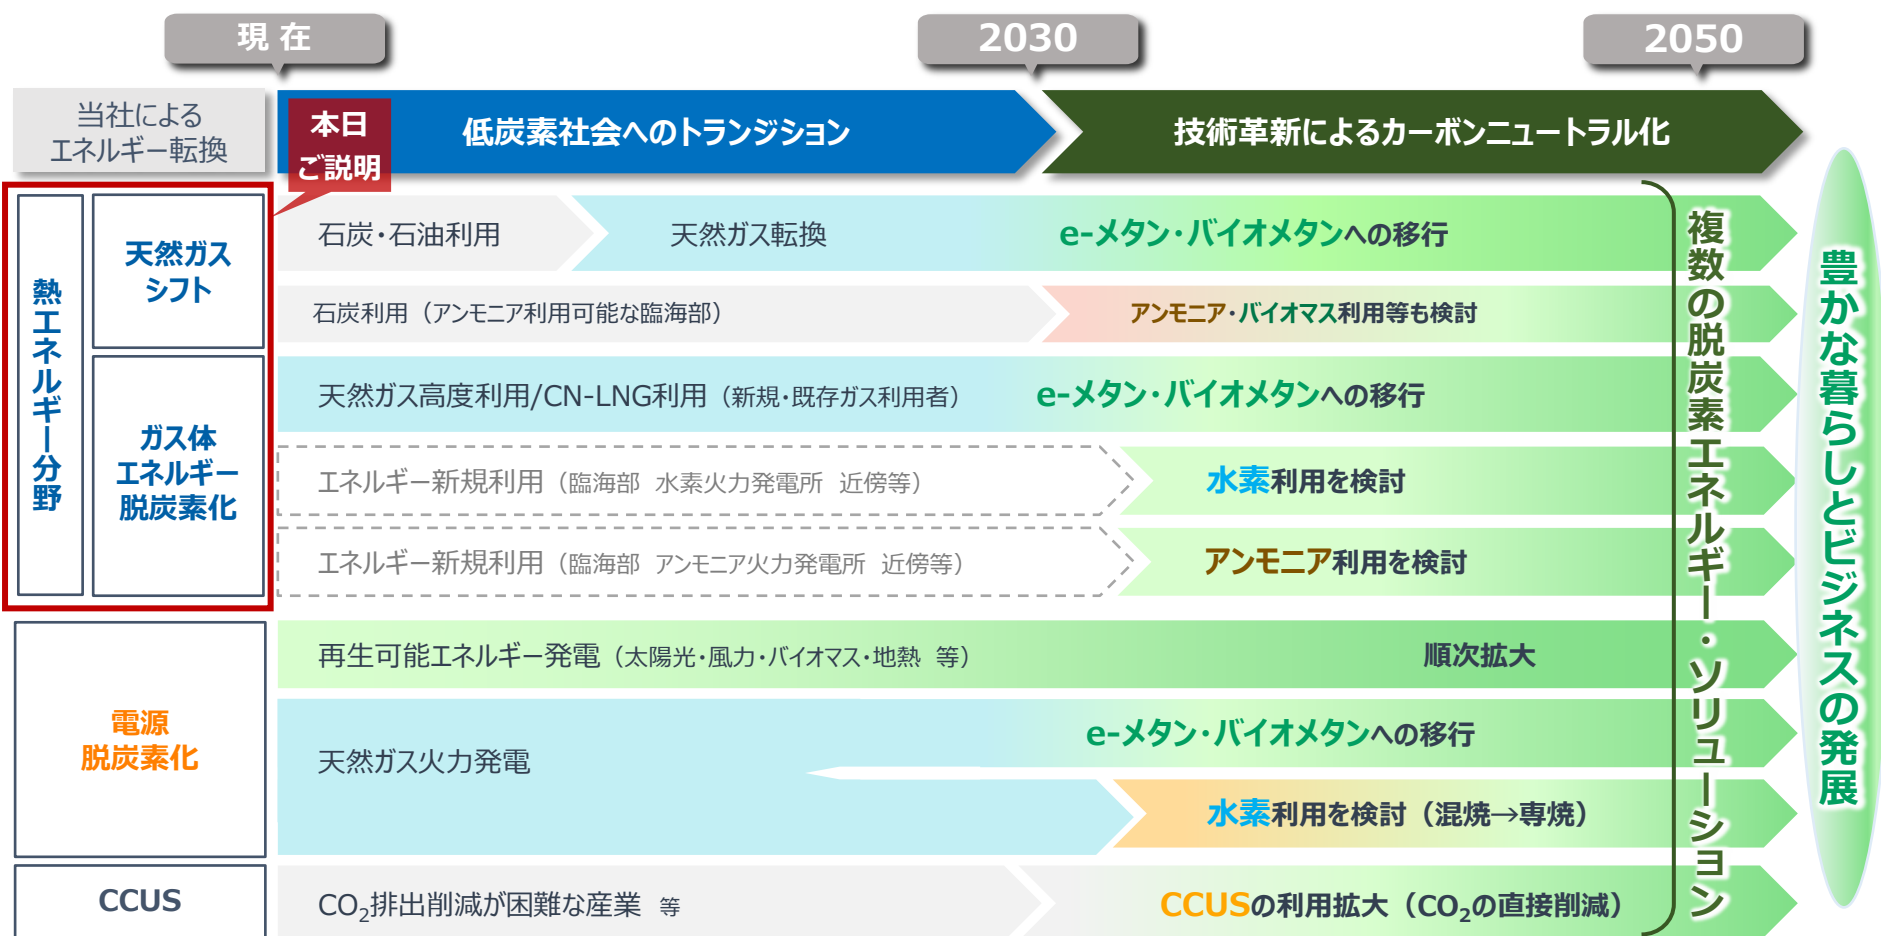 現 在
2030
2050
当社による
エネルギー転換
本日
ご説明
低炭素社会へのトランジション
技術革新によるカーボンニュートラル化
熱エネルギー分野
天然ガス
シフト
石炭・石油利用
天然ガス転換
e-メタン・バイオメタンへの移行
石炭利用（アンモニア利用可能な臨海部）
アンモニア・バイオマス利用等も検討
ガス体
エネルギー
脱炭素化
天然ガス高度利用/CN-LNG利用（新規・既存ガス利用者）
e-メタン・バイオメタンへの移行
エネルギー新規利用（臨海部 水素火力発電所 近傍等）
水素利用を検討
エネルギー新規利用（臨海部 アンモニア火力発電所 近傍等）
アンモニア利用を検討
電源
脱炭素化
再生可能エネルギー発電（太陽光・風力・バイオマス・地熱 等）
順次拡大
天然ガス火力発電
e-メタン・バイオメタンへの移行
水素利用を検討（混焼→専焼）
CCUS
CO₂排出削減が困難な産業 等
CCUSの利用拡大（CO₂の直接削減）
複数の脱炭素エネルギー・ソリューション
豊かな暮らしとビジネスの発展